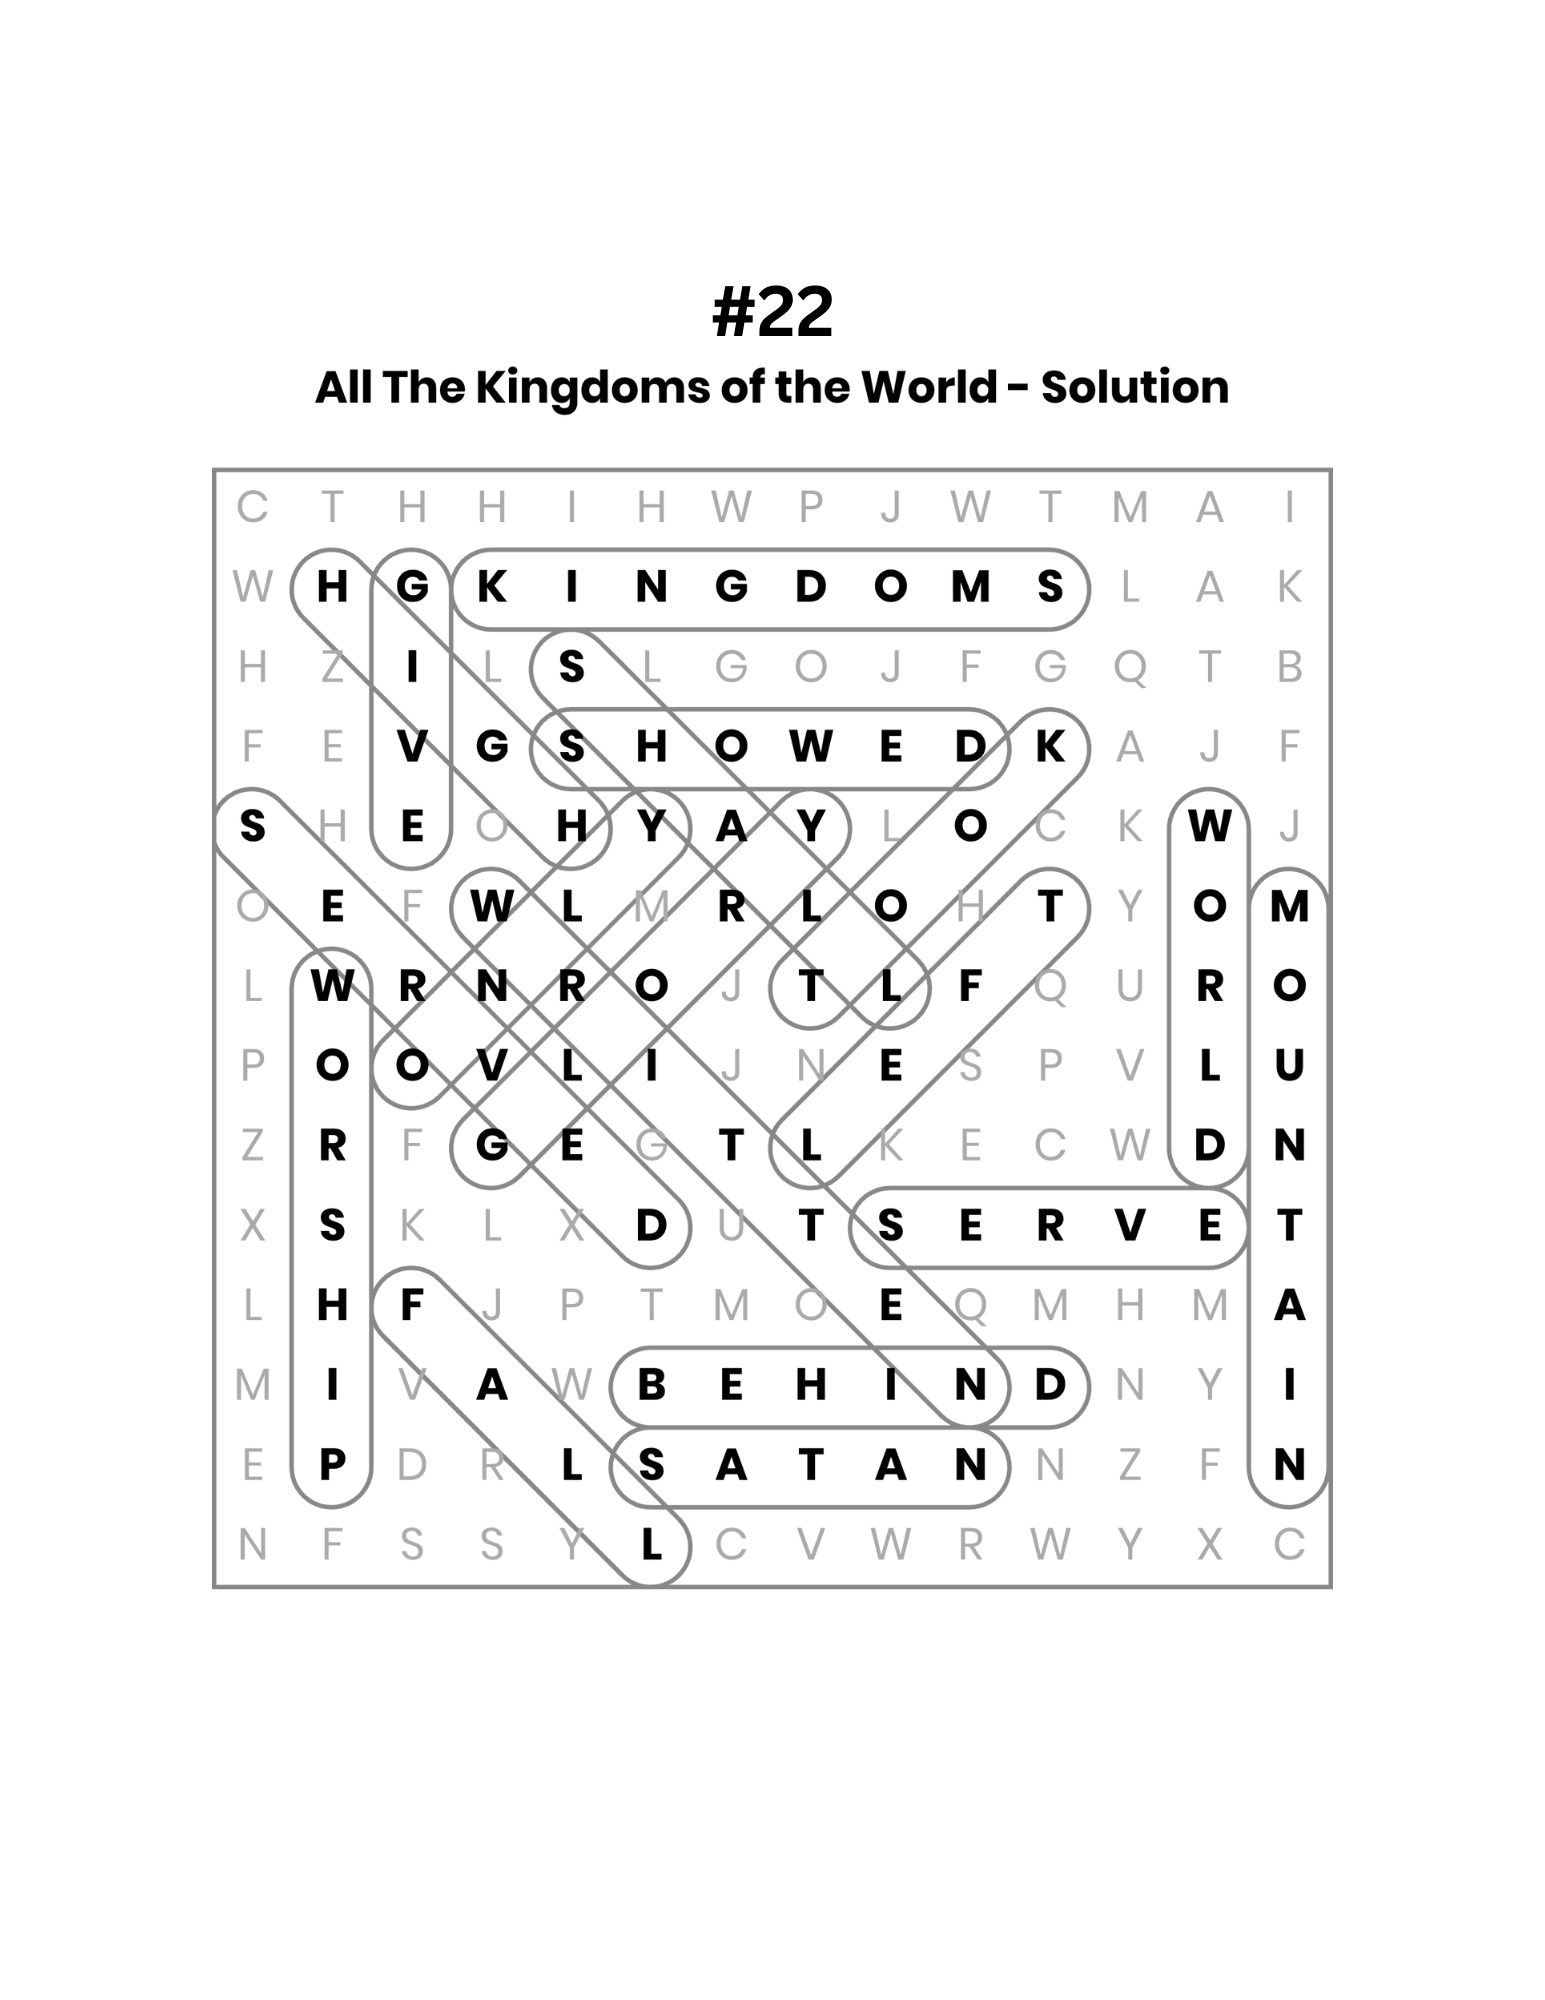 #22
All The Kingdoms of the World - Solution
C T H H I H W P J W T M A I
W H G K I N G D O M S L A K
H Z I L S L G O J F G Q T B
F E V G S H O W E D K A J F
S H E O H Y A Y L O C K W J
O E F W L M R L O H T Y O M
L W R N R O J T L F Q U R O
P O O V L I J N E S P V L U
Z R F G E G T L K E C W D N
X S K L X D U T S E R V E T
L H F J P T M O E Q M H M A
M I V A W B E H I N D N Y I
E P D R L S A T A N N Z F N
N F S S Y L C V W R W Y X C